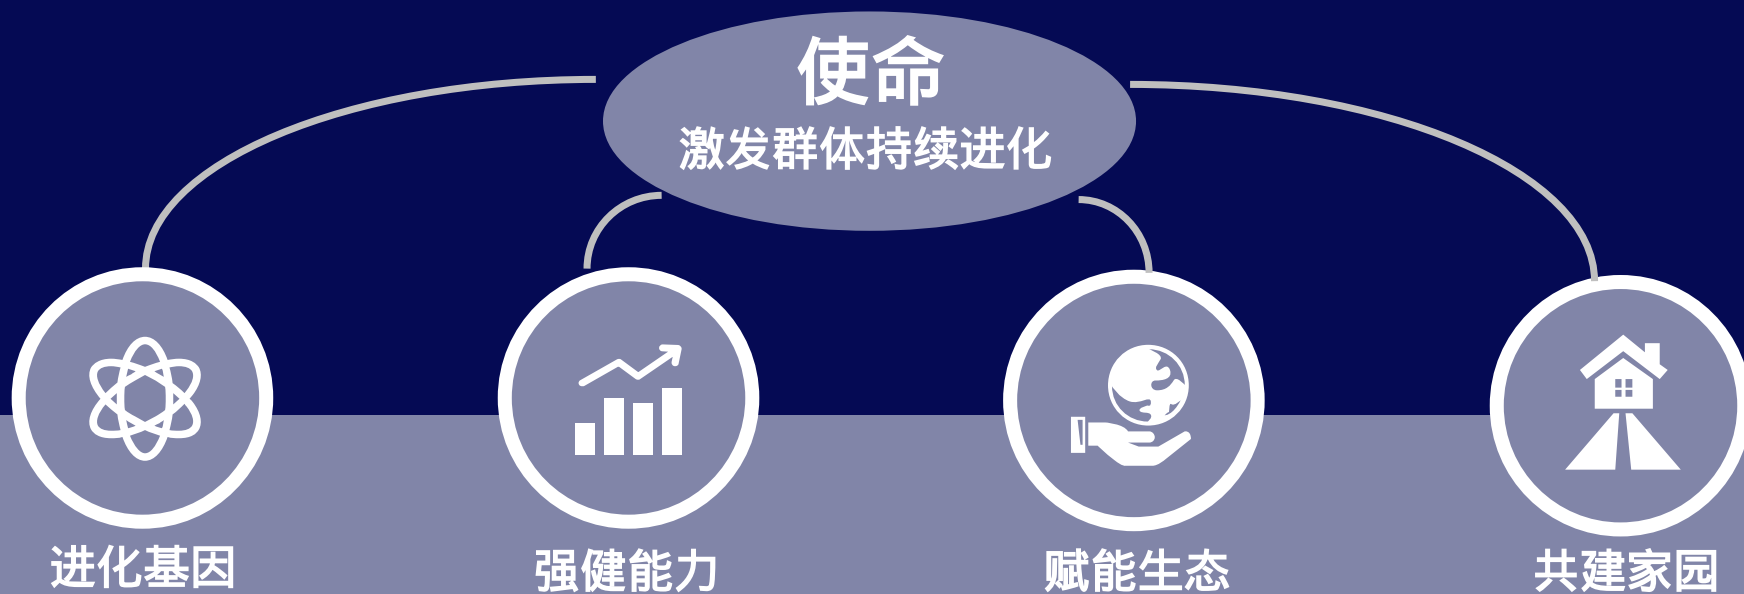 使命
激发群体持续进化
进化基因
强健能力
赋能生态
共建家园